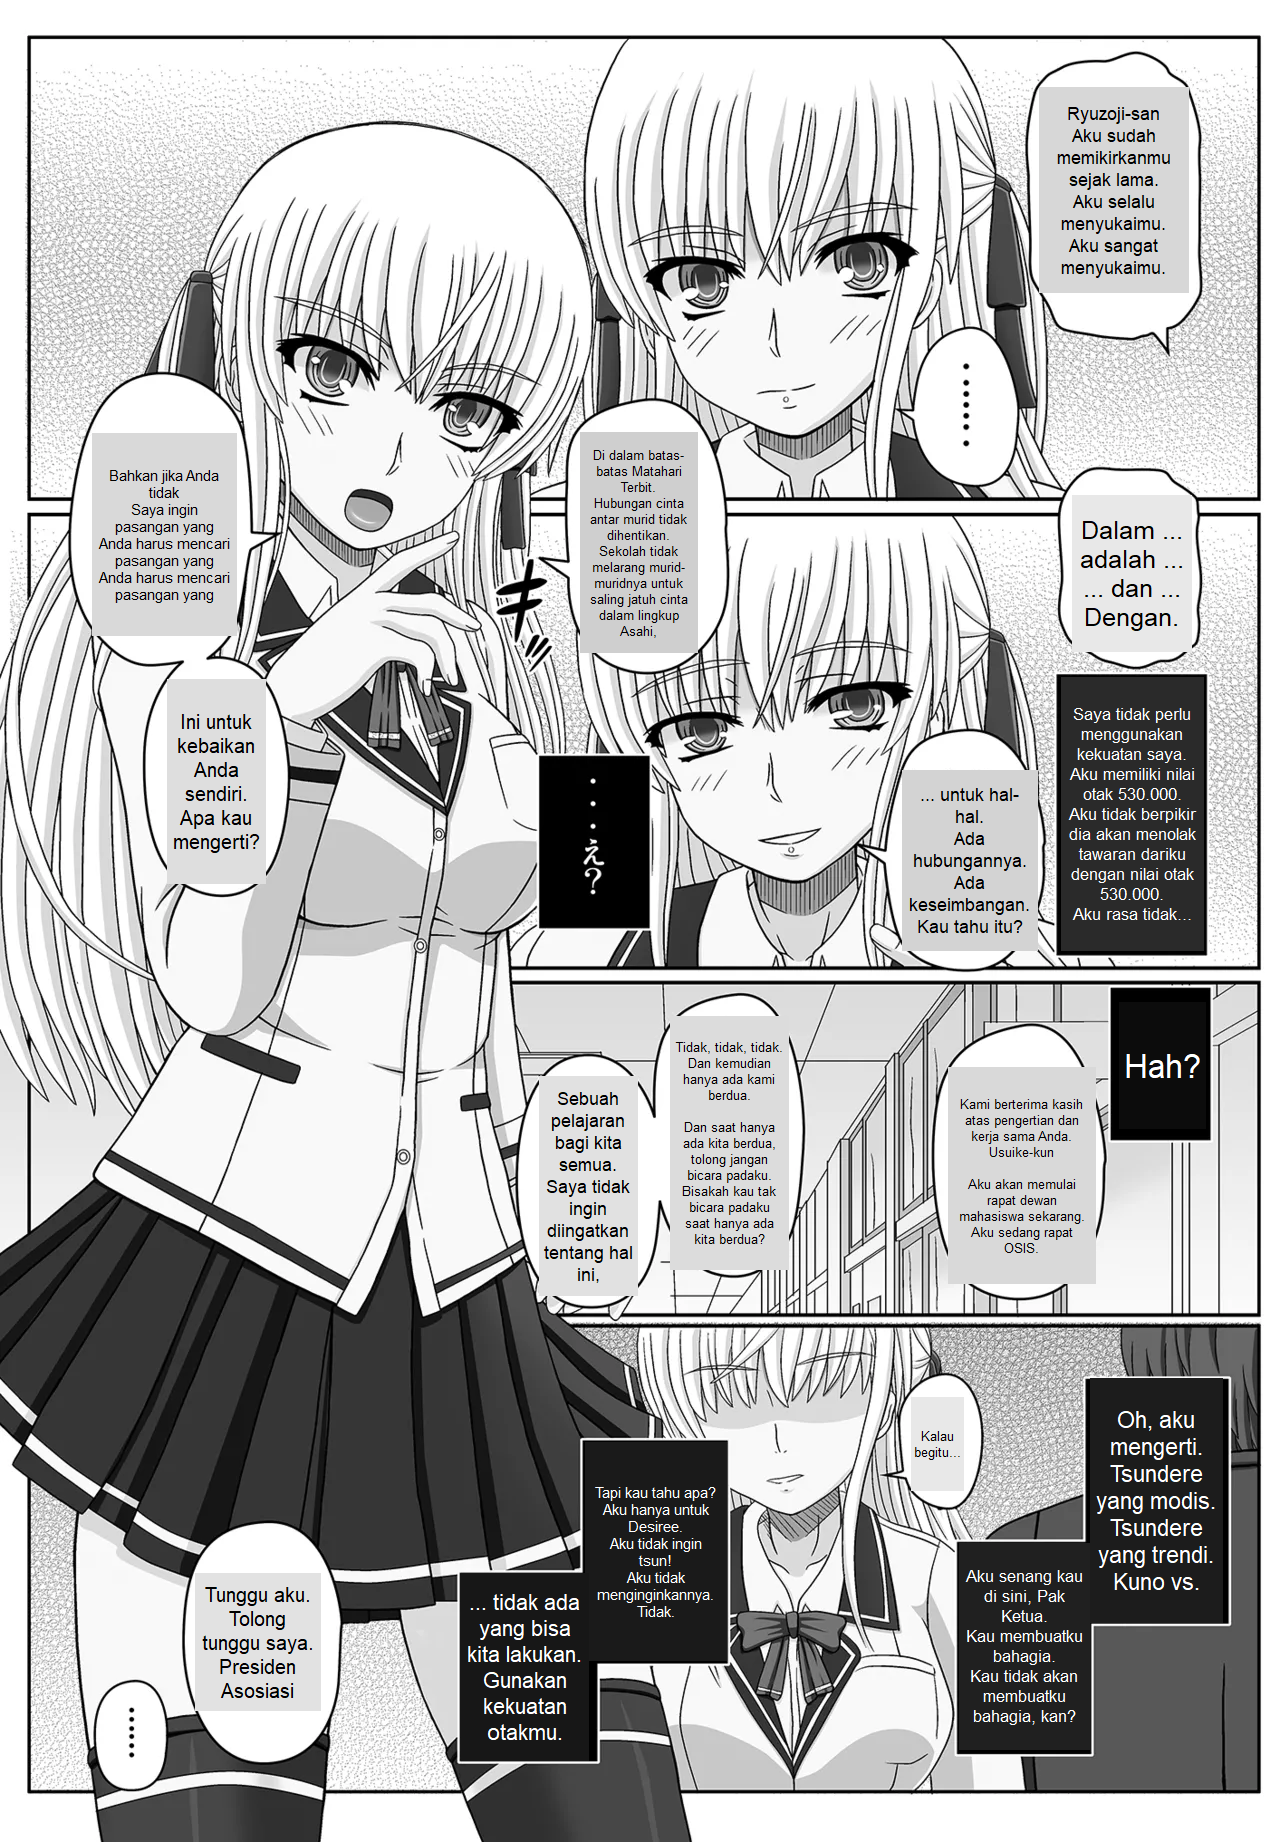 Ryuzoji-san
Aku sudah
memikirkanmu
sejak lama.
Aku selalu
menyukaimu.
Aku sangat
menyukaimu.
.......
Di dalam batas-
batas Matahari
Terbit.
Hubungan cinta
antar murid tidak
dihentikan.
Sekolah tidak
melarang murid-
muridnya untuk
saling jatuh cinta
dalam lingkup
Asahi,
Bahkan jika Anda
tidak
Saya ingin
pasangan yang
Anda harus mencari
pasangan yang
Anda harus mencari
pasangan yang
Ini untuk
kebaikan
Anda
sendiri.
Apa kau
mengerti?
Dalam ...
adalah ...
... dan ...
Dengan.
Saya tidak perlu
menggunakan
kekuatan saya.
Aku memiliki nilai
otak 530.000.
Aku tidak berpikir
dia akan menolak
tawaran dariku
dengan nilai otak
530.000.
Aku rasa tidak...
... untuk hal-
hal.
Ada
hubungannya.
Ada
keseimbangan.
Kau tahu itu?
・・・・え?
Hah?
Kami berterima kasih
atas pengertian dan
kerja sama Anda.
Usuike-kun
Aku akan memulai
rapat dewan
mahasiswa sekarang.
Aku sedang rapat
OSIS.
Tidak, tidak, tidak.
Dan kemudian
hanya ada kami
berdua.
Dan saat hanya
ada kita berdua,
tolong jangan
bicara padaku.
Bisakah kau tak
bicara padaku
saat hanya ada
kita berdua?
Sebuah
pelajaran
bagi kita
semua.
Saya tidak
ingin
diingatkan
tentang hal
ini,
Oh, aku
mengerti.
Tsundere
yang modis.
Tsundere
yang trendi.
Kuno vs.
Kalau
begitu...
Aku senang kau
di sini, Pak
Ketua.
Kau membuatku
bahagia.
Kau tidak akan
membuatku
bahagia, kan?
Tapi kau tahu apa?
Aku hanya untuk
Desiree.
Aku tidak ingin
tsun!
Aku tidak
menginginkannya.
Tidak.
... tidak ada
yang bisa
kita lakukan.
Gunakan
kekuatan
otakmu.
Tunggu aku.
Tolong
tunggu saya.
Presiden
Asosiasi
......